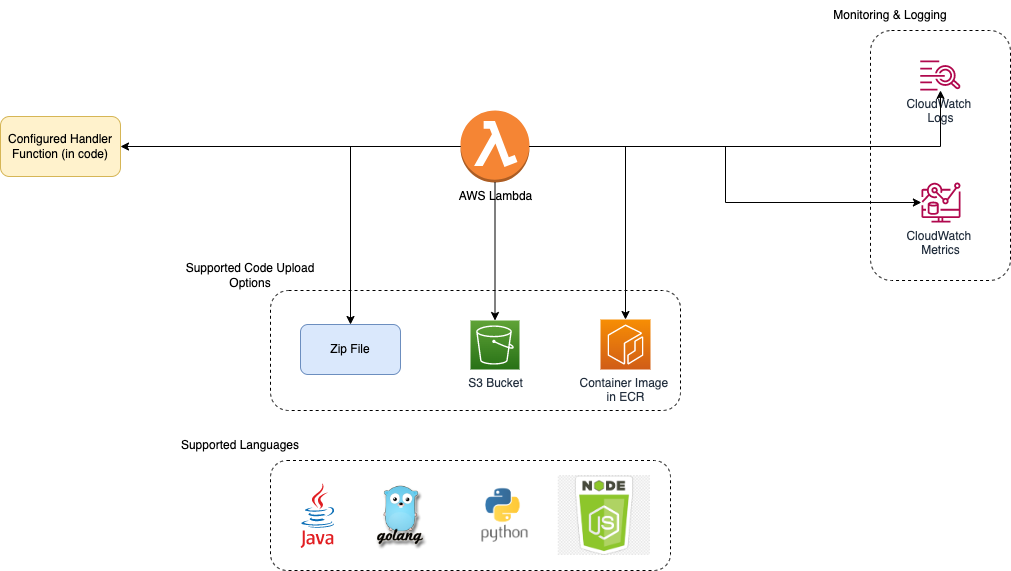 Monitoring & Logging
CloudWatch
Logs
Configured Handler
Function (in code)
AWS Lambda
CloudWatch
Metrics
Supported Code Upload
Options
Zip File
S3 Bucket
Container Image
in ECR
Supported Languages
Java
golang
python
NODE
JS